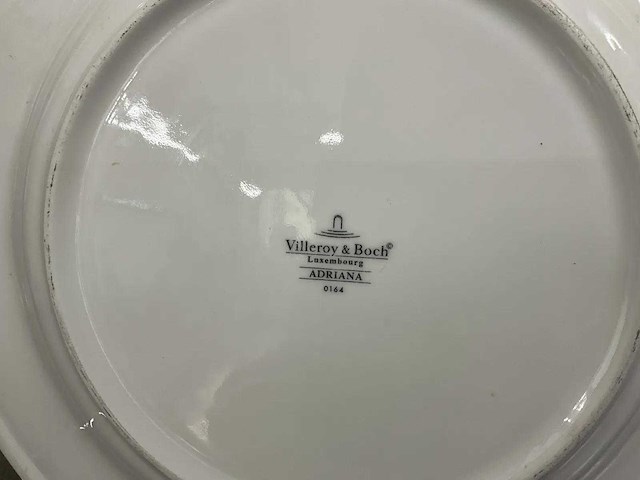 Villeroy & Boch©
Luxembourg
ADRIANA
0164